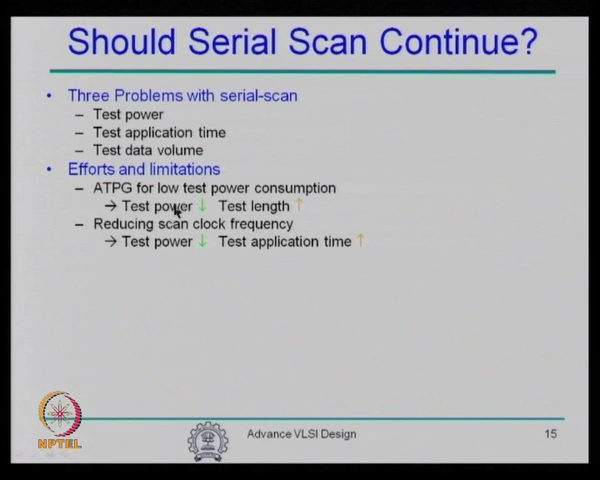 Should Serial Scan Continue?
• Three Problems with serial-scan
– Test power
– Test application time
– Test data volume
• Efforts and limitations
– ATPG for low test power consumption
→ Test power ↓ Test length ↑
– Reducing scan clock frequency
→ Test power ↓ Test application time ↑
NPTEL
Advance VLSI Design
15